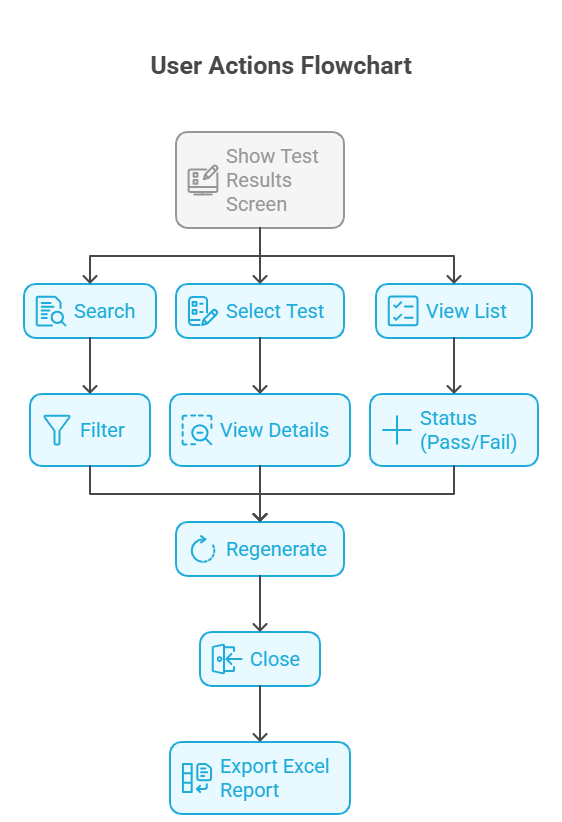 User Actions Flowchart
Show Test
Results
Screen
Search
Select Test
View List
Filter
View Details
Status
(Pass/Fail)
Regenerate
Close
Export Excel
Report